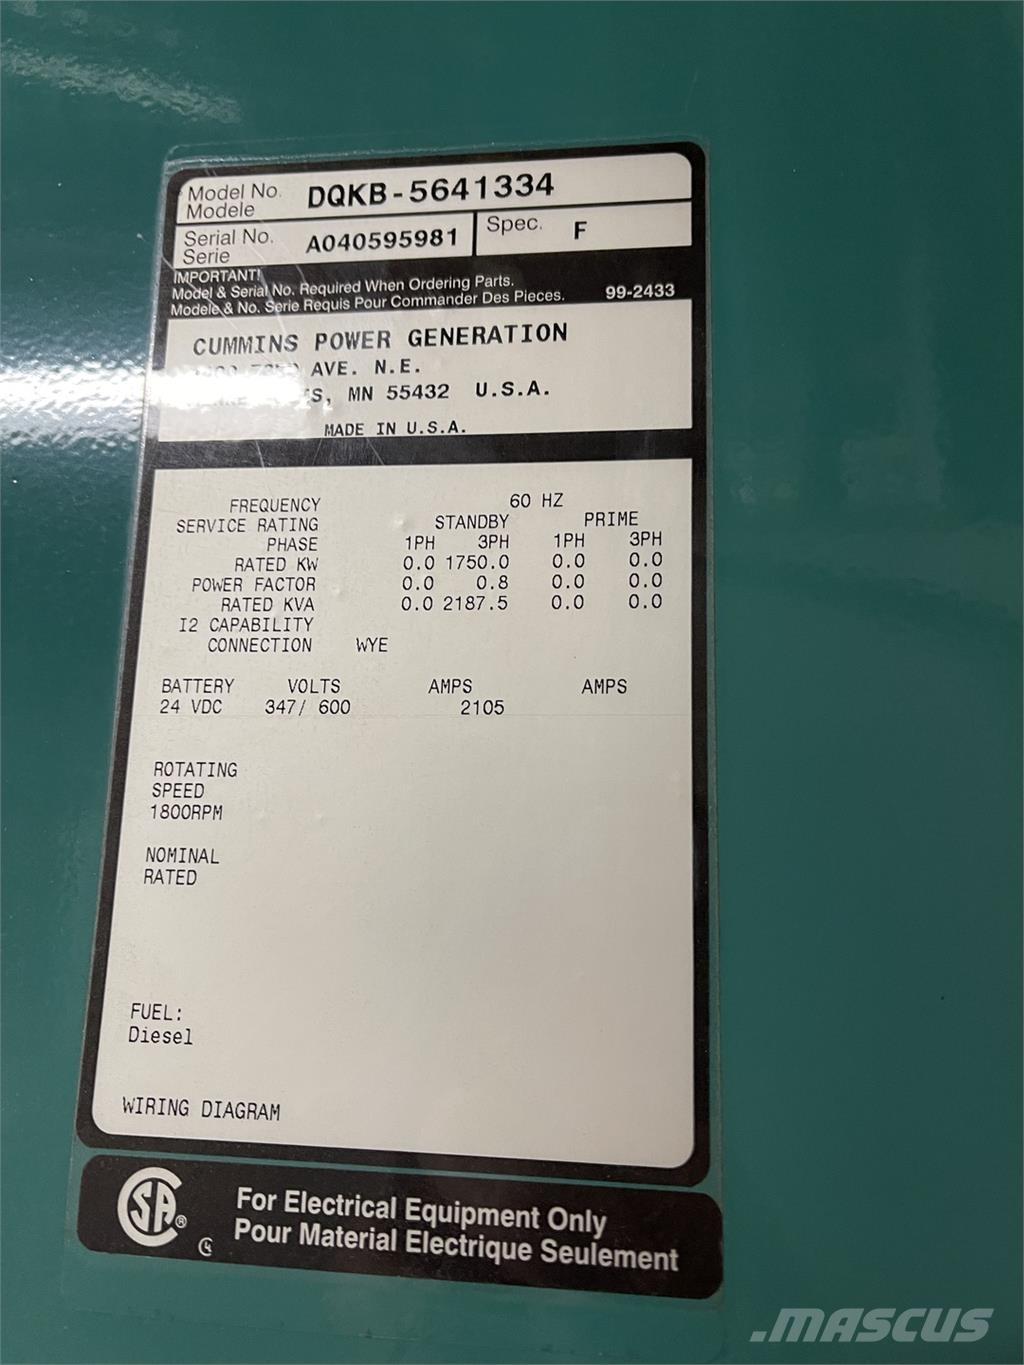 Model No. DQKB-5641334
Modele
Serial No. A040595981 Spec. F
Serie
IMPORTANT!
Model & Serial No. Required When Ordering Parts.
Modele & No. Serie Requis Pour Commander Des Pieces. 99-2433
CUMMINS POWER GENERATION
AVE. N.E.
MN 55432 U.S.A.
MADE IN U.S.A.
FREQUENCY 60 HZ
SERVICE RATING STANDBY PRIME
PHASE 1PH 3PH 1PH 3PH
RATED KW 0.0 1750.0 0.0 0.0
POWER FACTOR 0.0 0.8 0.0 0.0
RATED KVA 0.0 2187.5 0.0 0.0
I2 CAPABILITY
CONNECTION WYE
BATTERY VOLTS AMPS AMPS
24 VDC 347/ 600 2105
ROTATING
SPEED
1800RPM
NOMINAL
RATED
FUEL:
Diesel
WIRING DIAGRAM
CSA ®
For Electrical Equipment Only
Pour Material Electrique Seulement
.MASCUS